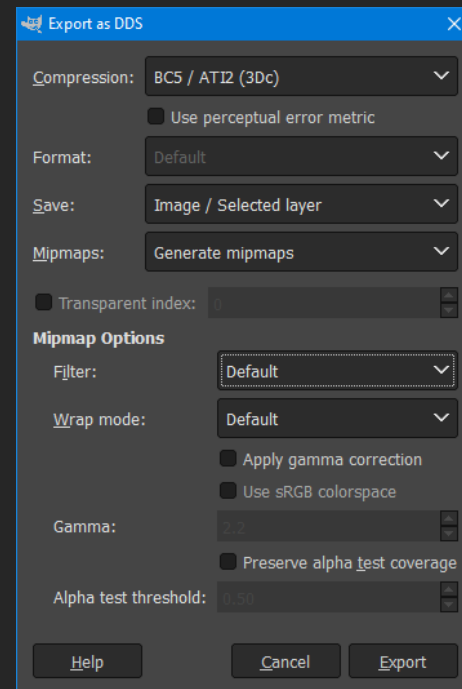 Export as DDS
Compression: BC5 / ATI2 (3Dc)
Use perceptual error metric
Format: Default
Save: Image / Selected layer
Mipmaps: Generate mipmaps
Transparent index: 0
Mipmap Options
Filter: Default
Wrap mode: Default
Apply gamma correction
Use sRGB colorspace
Gamma: 2.2
Preserve alpha test coverage
Alpha test threshold: 0.50
Help Cancel Export